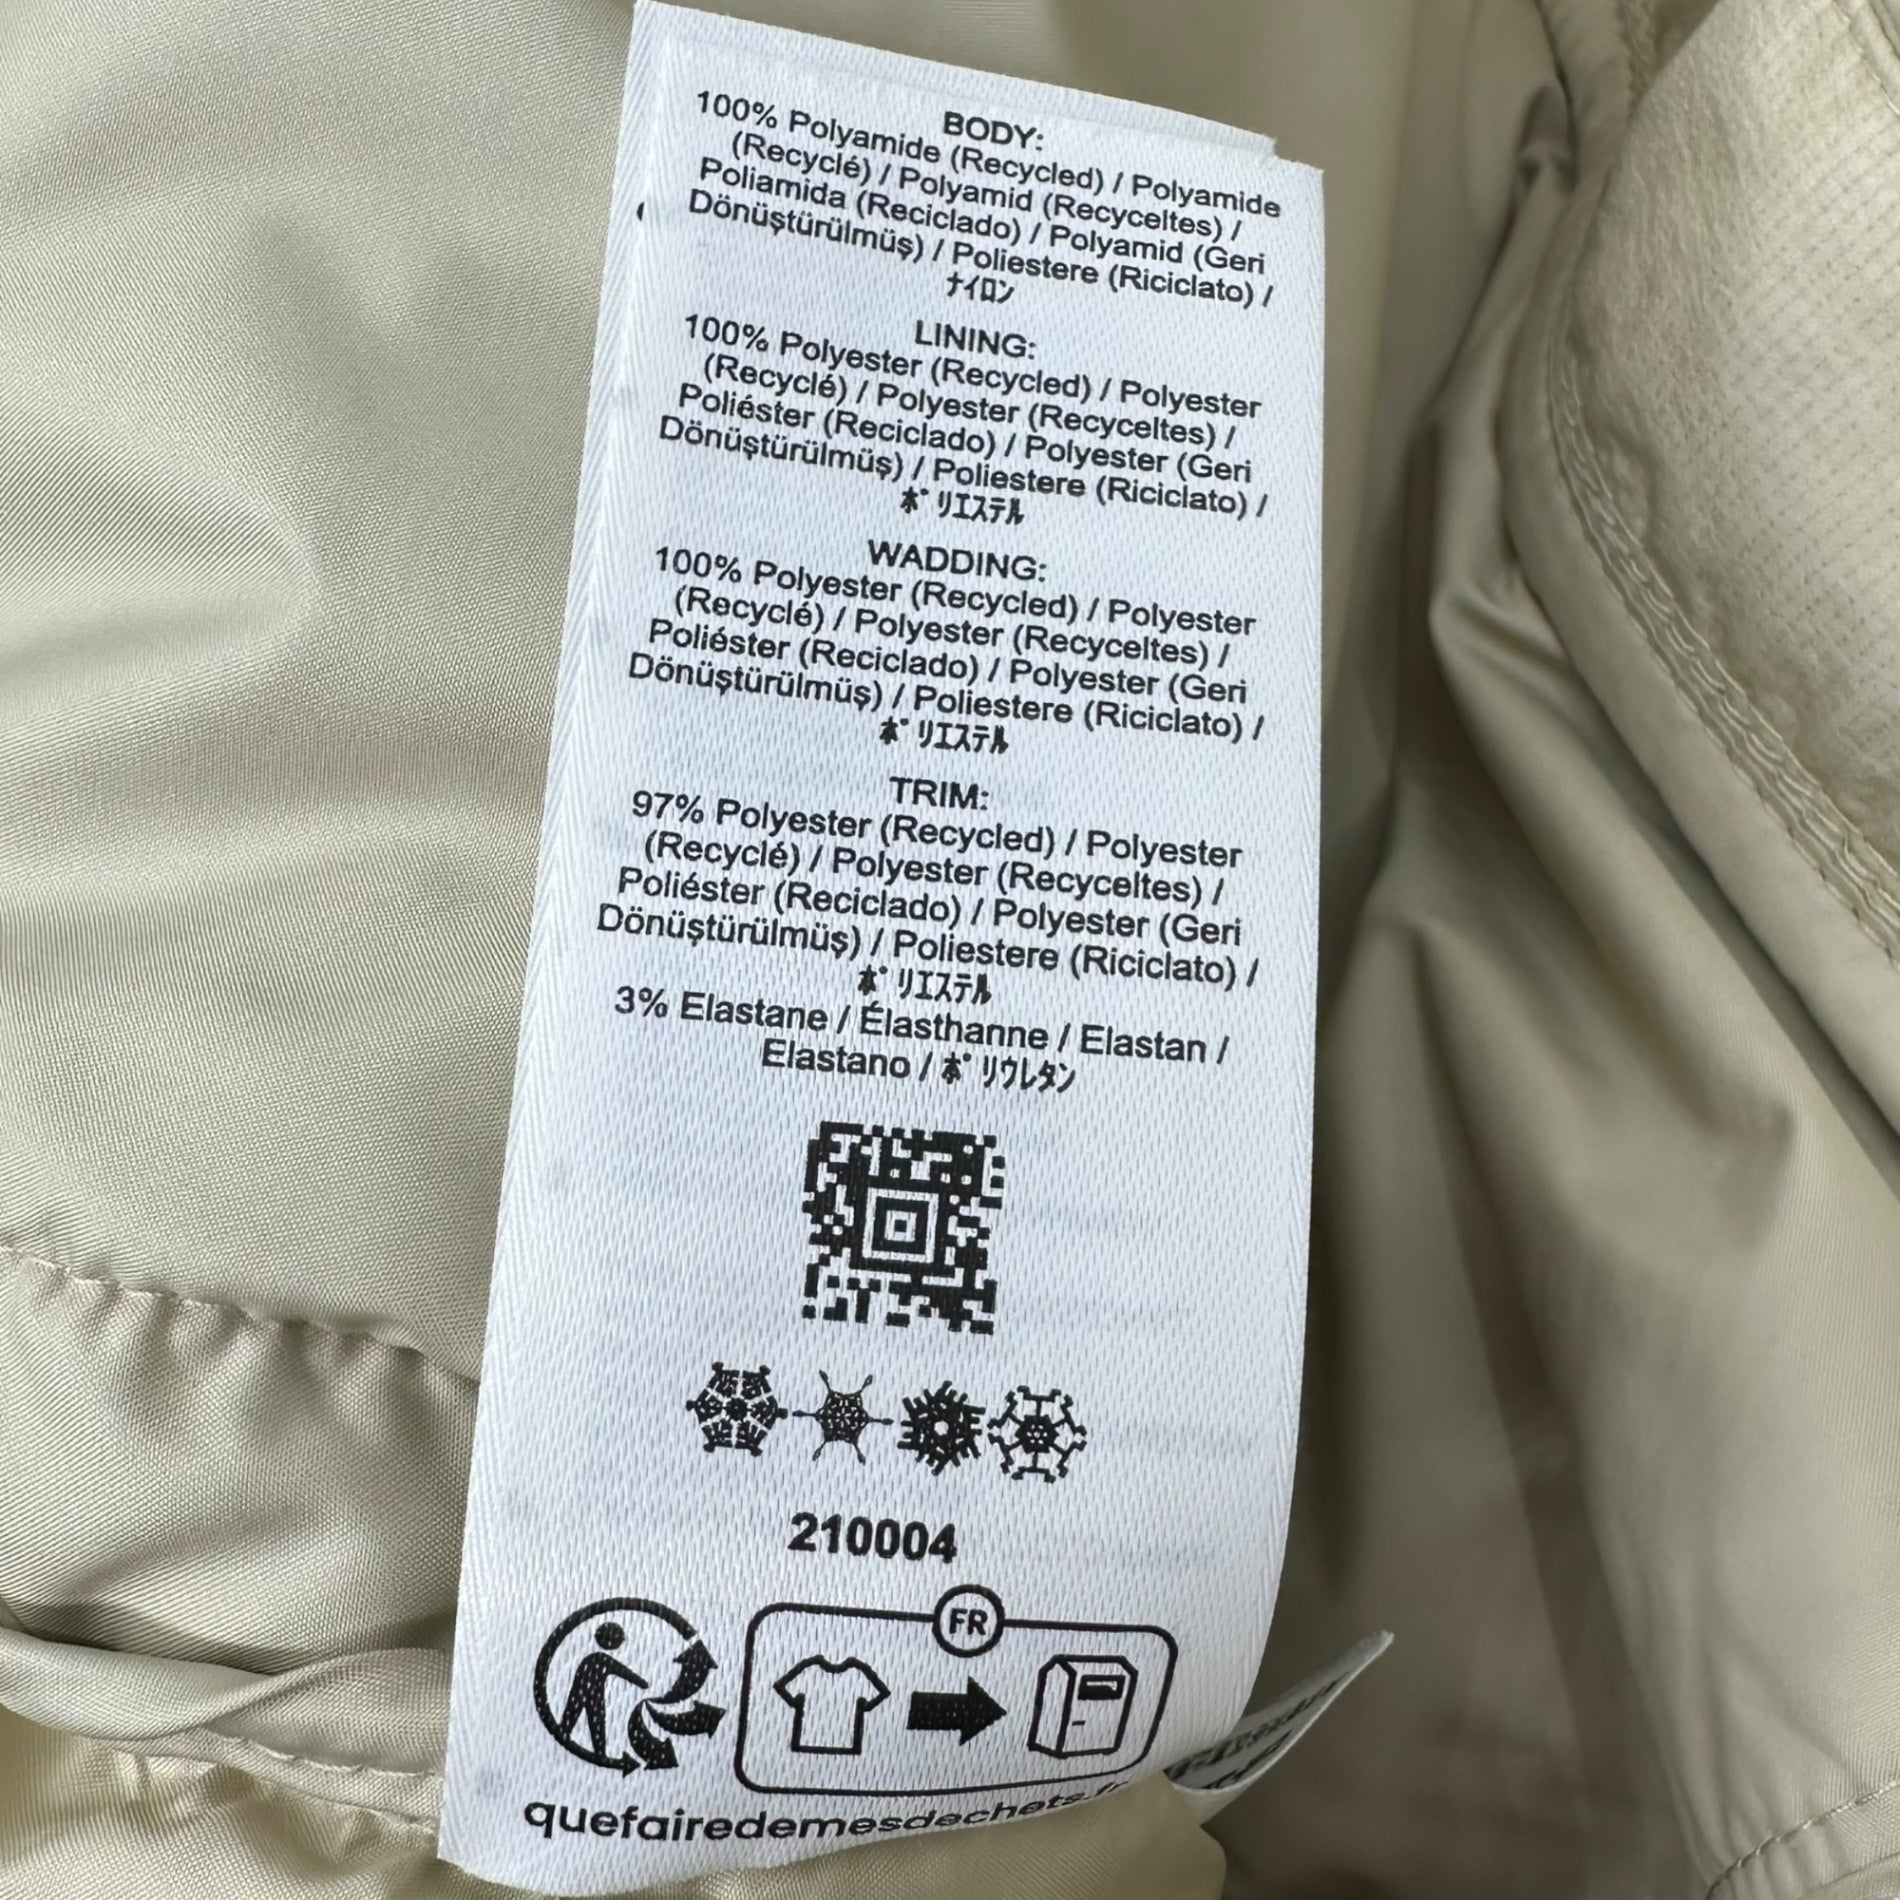 BODY:
100% Polyamide (Recycled) / Polyamide
(Recyclé) / Polyamid (Recyceltes) /
Poliamida (Reciclado) / Polyamid (Geri
Dönüştürülmüş) / Poliestere (Riciclato) /
ナイロン
LINING:
100% Polyester (Recycled) / Polyester
(Recyclé) / Polyester (Recyceltes) /
Poliéster (Reciclado) / Polyester (Geri
Dönüştürülmüş) / Poliestere (Riciclato) /
ポリエステル
WADDING:
100% Polyester (Recycled) / Polyester
(Recyclé) / Polyester (Recyceltes) /
Poliéster (Reciclado) / Polyester (Geri
Dönüştürülmüş) / Poliestere (Riciclato) /
ポリエステル
TRIM:
97% Polyester (Recycled) / Polyester
(Recyclé) / Polyester (Recyceltes) /
Poliéster (Reciclado) / Polyester (Geri
Dönüştürülmüş) / Poliestere (Riciclato) /
ポリエステル
3% Elastane / Élasthanne / Elastan /
Elastano / ポリウレタン
210004
FR
quefairedemesdechets.fr